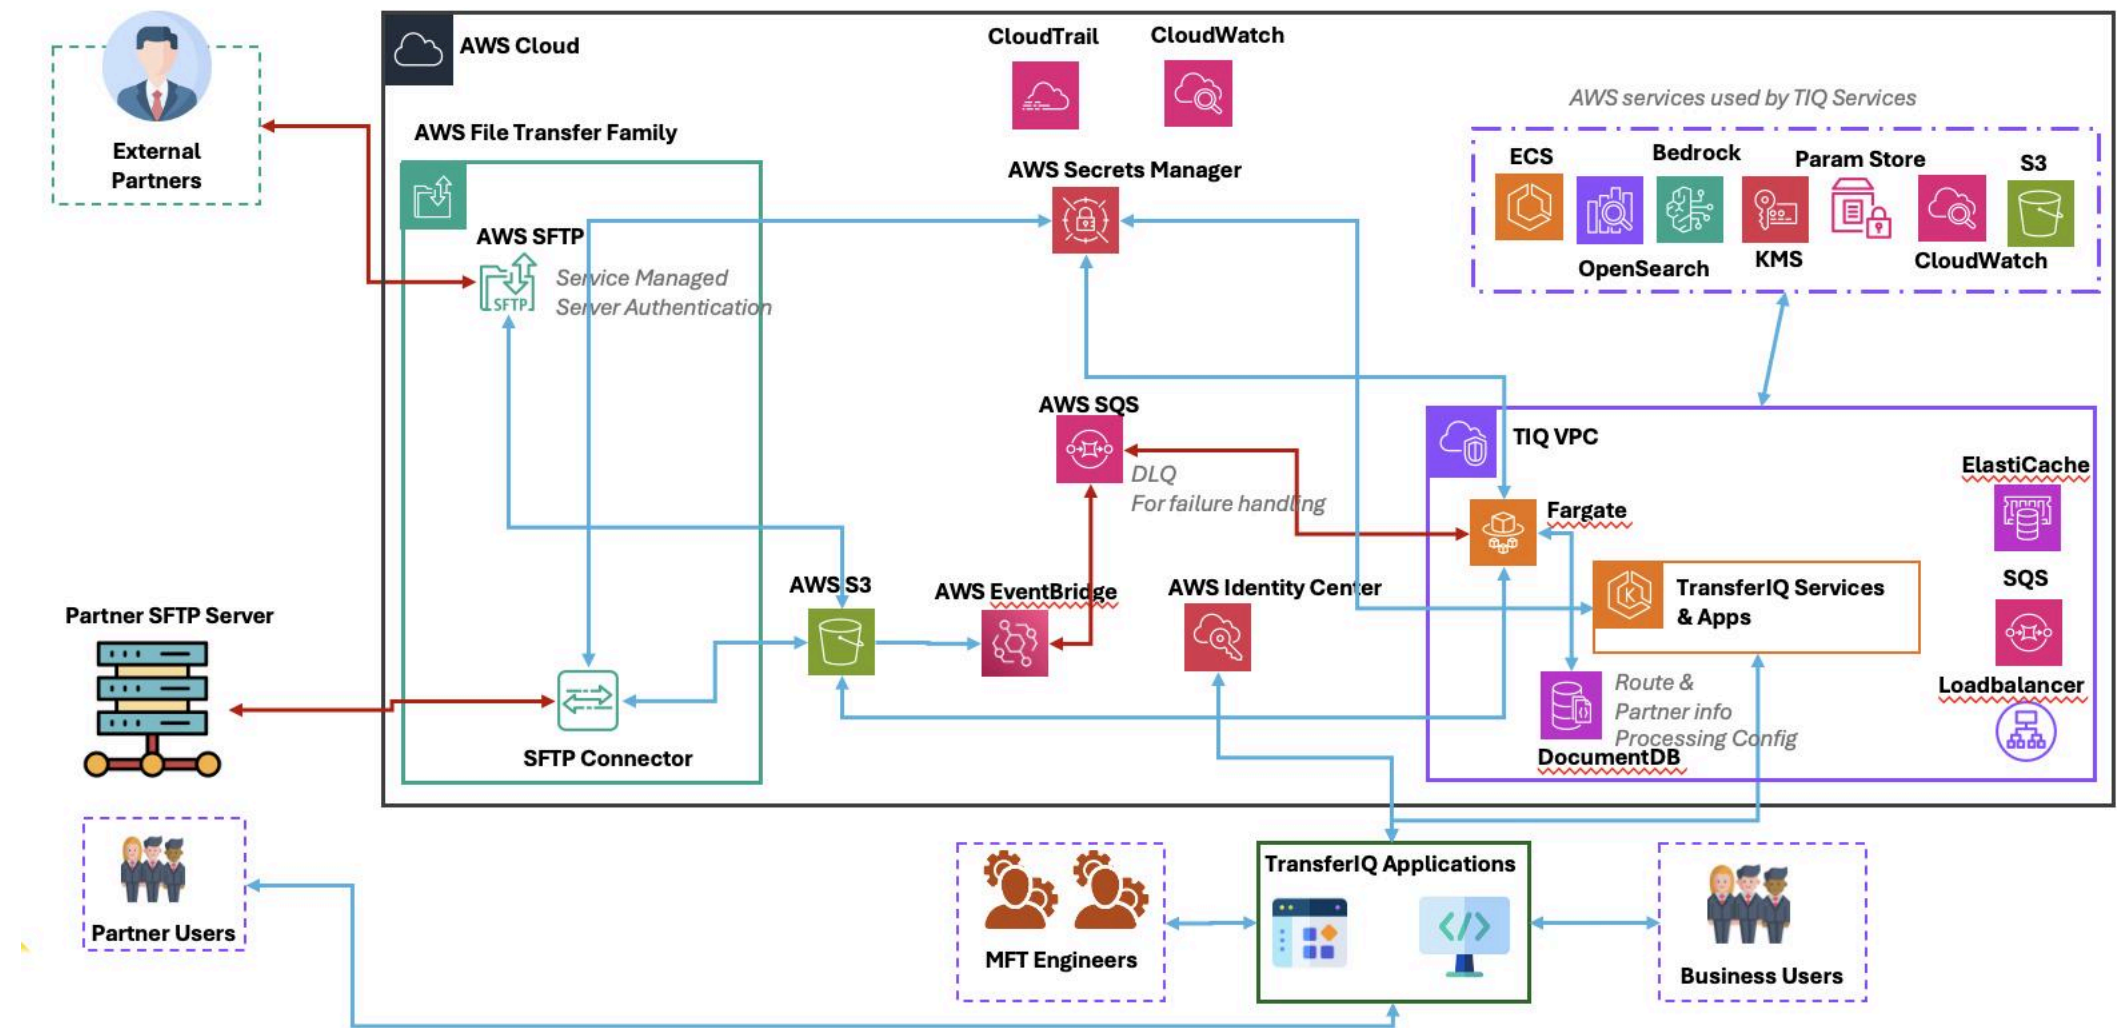 AWS Cloud
CloudTrail
CloudWatch
External
Partners
AWS File Transfer Family
AWS SFTP
SFTP
Service Managed
Server Authentication
AWS Secrets Manager
AWS services used by TIQ Services
ECS
Bedrock
Param Store
S3
OpenSearch
KMS
CloudWatch
AWS SQS
DLQ
For failure handling
TIQ VPC
ElastiCache
Fargate
AWS S3
AWS EventBridge
AWS Identity Center
TransferIQ Services
& Apps
K
SQS
Partner SFTP Server
Loadbalancer
Route &
Partner info
Processing Config
DocumentDB
SFTP Connector
Partner Users
MFT Engineers
TransferIQ Applications
Business Users